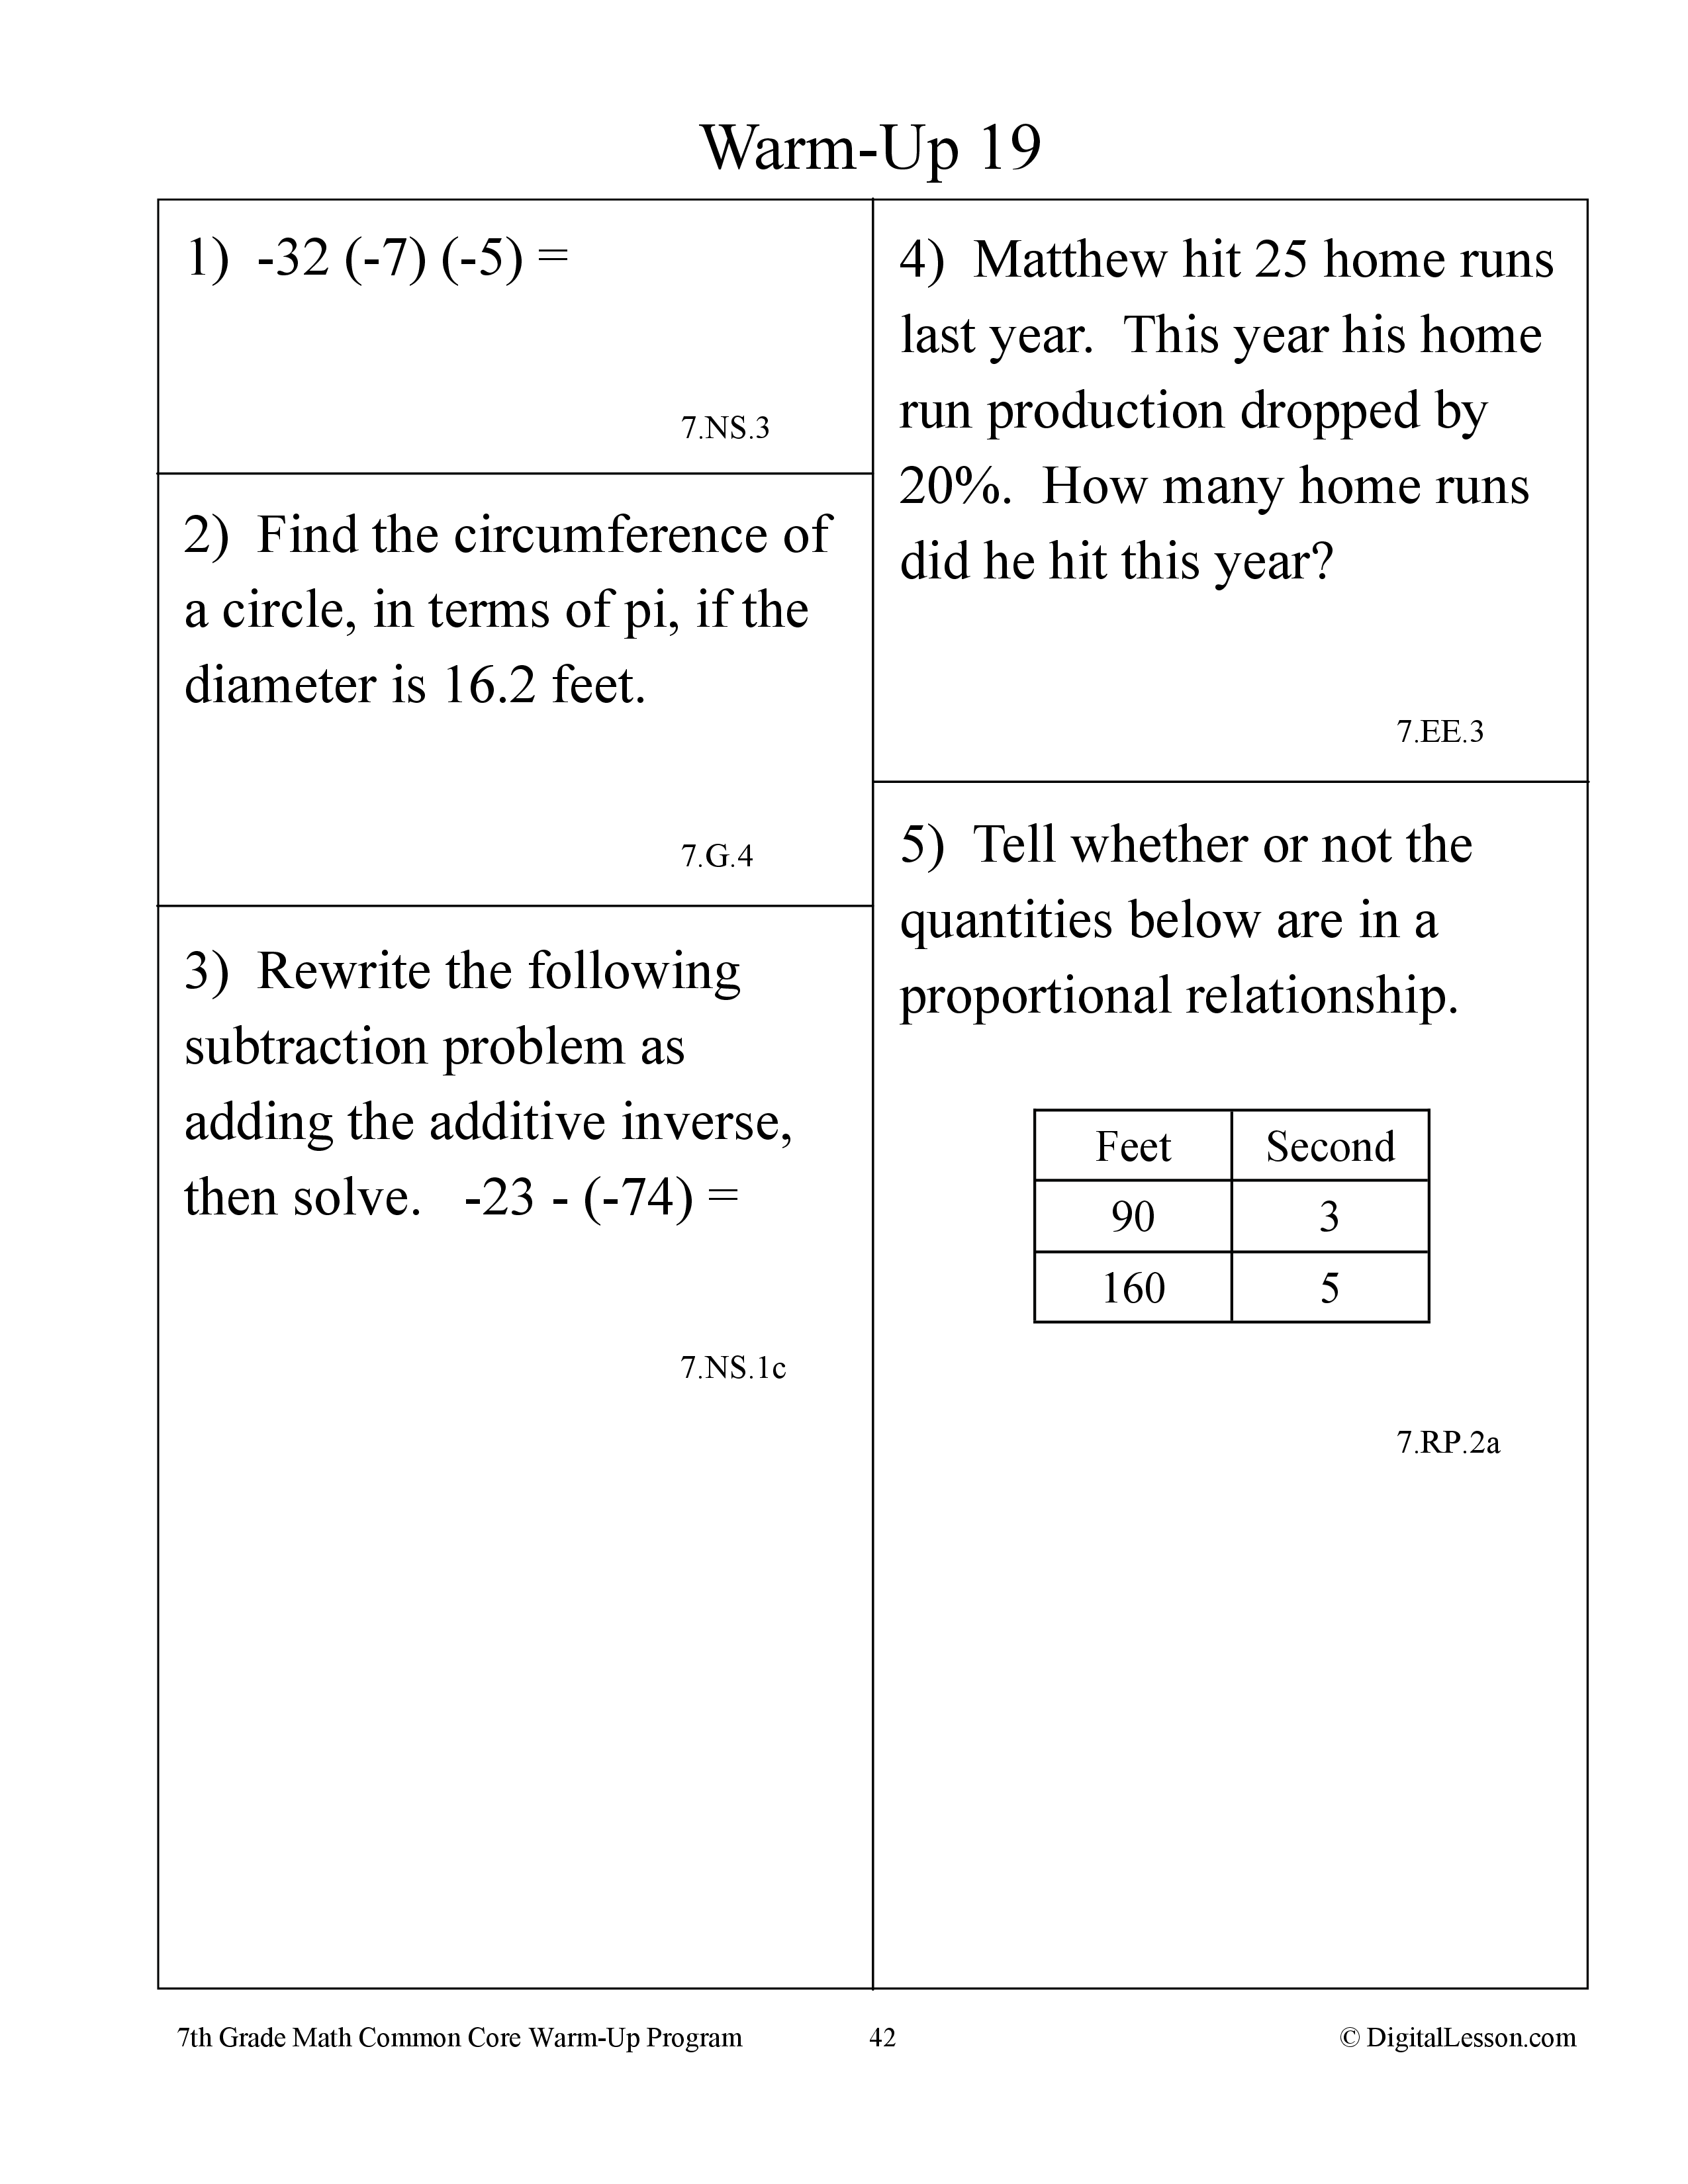 Warm-Up 19
1)  -32 (-7) (-5) =
7.NS.3
2)  Find the circumference of
a circle, in terms of pi, if the
diameter is 16.2 feet.
7.G.4
3)  Rewrite the following
subtraction problem as
adding the additive inverse,
then solve.   -23 - (-74) =
7.NS.1c
4)  Matthew hit 25 home runs
last year.  This year his home
run production dropped by
20%.  How many home runs
did he hit this year?
7.EE.3
5)  Tell whether or not the
quantities below are in a
proportional relationship.
Feet Second
90 3
160 5
7.RP.2a
7th Grade Math Common Core Warm-Up Program 42 © DigitalLesson.com